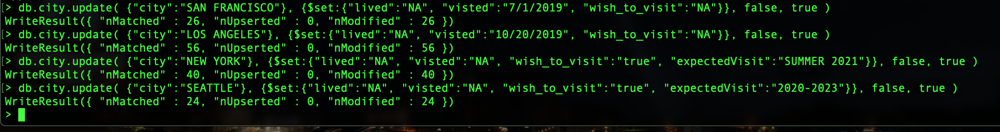 [> db.city.update( {"city":"SAN FRANCISCO"}, {$set:{"lived":"NA", "visted":"7/1/2019", "wish_to_visit":"NA"}}, false, true )
WriteResult({ "nMatched" : 26, "nUpserted" : 0, "nModified" : 26 })
[> db.city.update( {"city":"LOS ANGELES"}, {$set:{"lived":"NA", "visted":"10/20/2019", "wish_to_visit":"NA"}}, false, true )
WriteResult({ "nMatched" : 56, "nUpserted" : 0, "nModified" : 56 })
[> db.city.update( {"city":"NEW YORK"}, {$set:{"lived":"NA", "visted":"NA", "wish_to_visit":"true", "expectedVisit":"SUMMER 2021"}}, false, true )
WriteResult({ "nMatched" : 40, "nUpserted" : 0, "nModified" : 40 })
[> db.city.update( {"city":"SEATTLE"}, {$set:{"lived":"NA", "visted":"NA", "wish_to_visit":"true", "expectedVisit":"2020-2023"}}, false, true )
WriteResult({ "nMatched" : 24, "nUpserted" : 0, "nModified" : 24 })
>